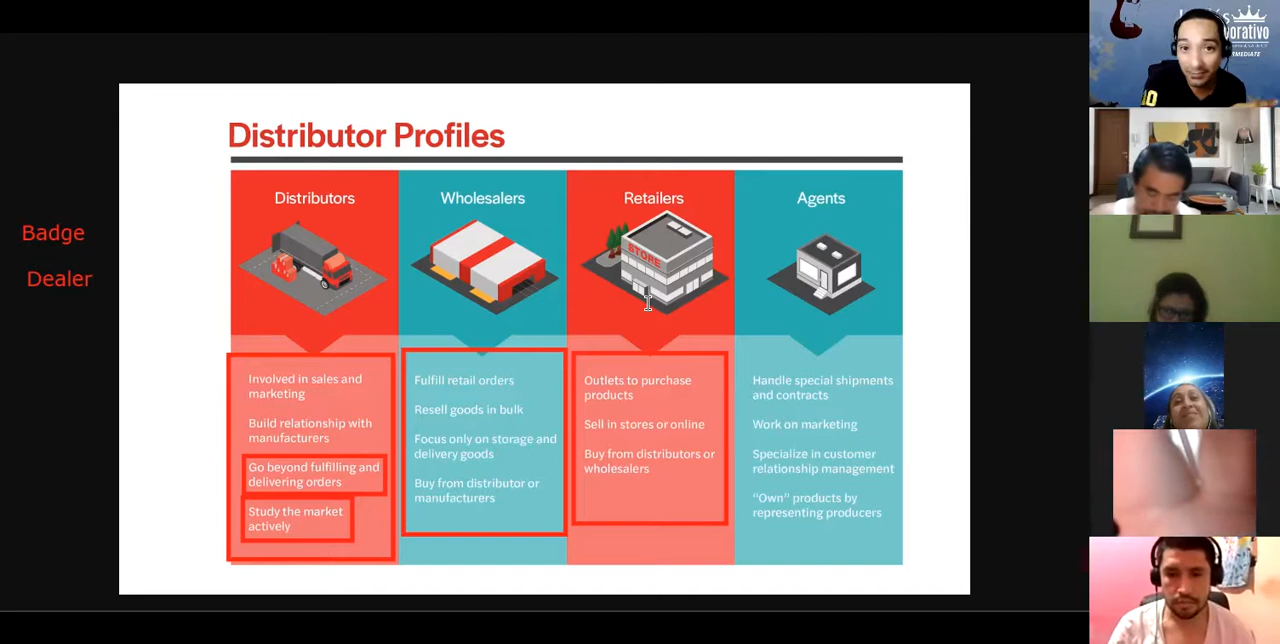 Distributor Profiles
Badge
Dealer
Distributors
Involved in sales and
marketing
Build relationship with
manufacturers
Go beyond fulfilling and
delivering orders
Study the market
actively
Wholesalers
Fulfill retail orders
Resell goods in bulk
Focus only on storage and
delivery goods
Buy from distributor or
manufacturers
Retailers
STORE
Outlets to purchase
products
Sell in stores or online
Buy from distributors or
wholesalers
Agents
Handle special shipments
and contracts
Work on marketing
Specialize in customer
relationship management
“Own” products by
representing producers